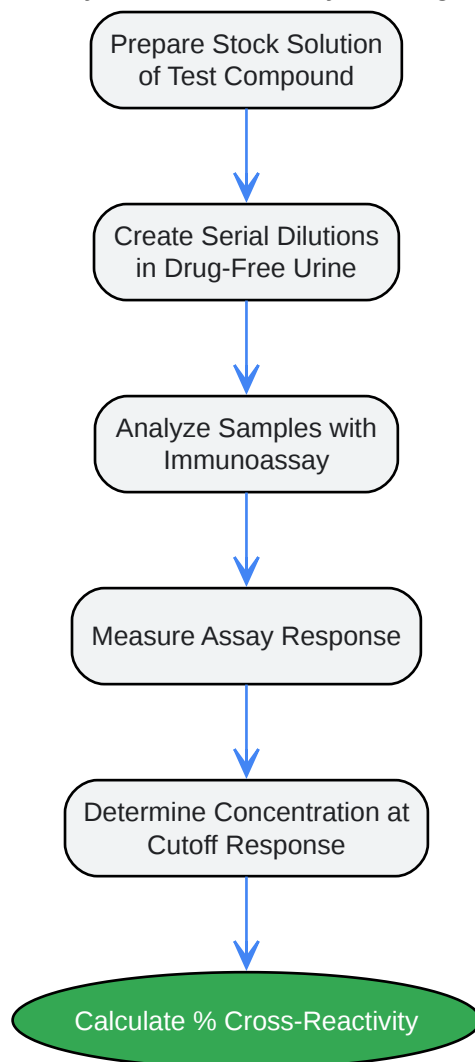 Prepare Stock Solution
of Test Compound
Create Serial Dilutions
in Drug-Free Urine
Analyze Samples with
Immunoassay
Measure Assay Response
Determine Concentration at
Cutoff Response
Calculate % Cross-Reactivity